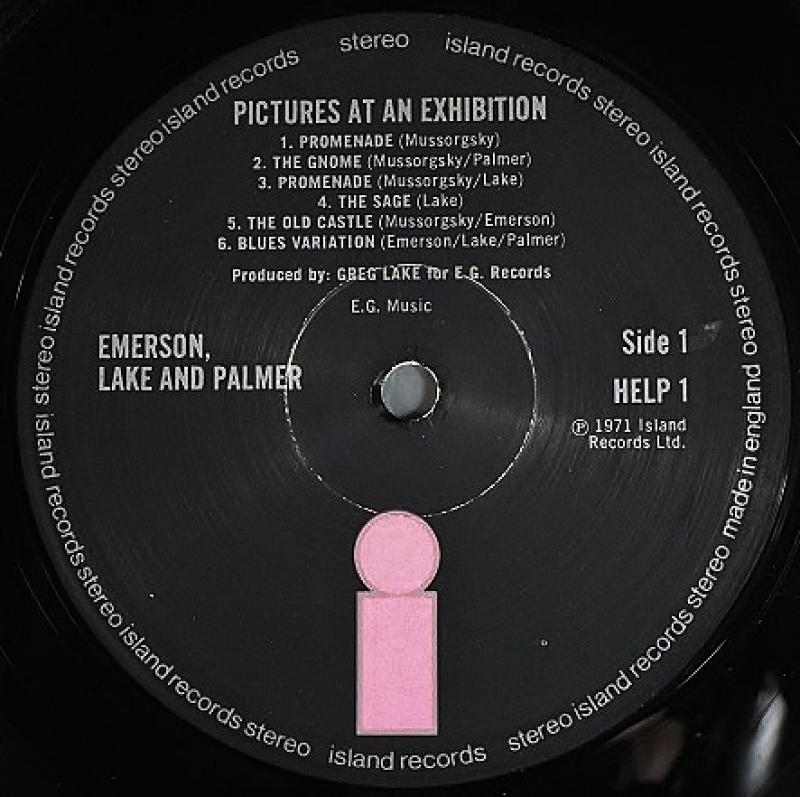 PICTURES AT AN EXHIBITION
1. PROMENADE (Mussorgsky)
2. THE GNOME (Mussorgsky/Palmer)
3. PROMENADE (Mussorgsky/Lake)
4. THE SAGE (Lake)
5. THE OLD CASTLE (Mussorgsky/Emerson)
6. BLUES VARIATION (Emerson/Lake/Palmer)
Produced by: GREG LAKE for E.G. Records
E.G. Music
EMERSON,
LAKE AND PALMER
Side 1
HELP 1
Ⓟ 1971 Island
Records Ltd.
stereo island records stereo island records stereo made in england stereo island records stereo island records stereo island records stereo island records stereo island records stereo island records